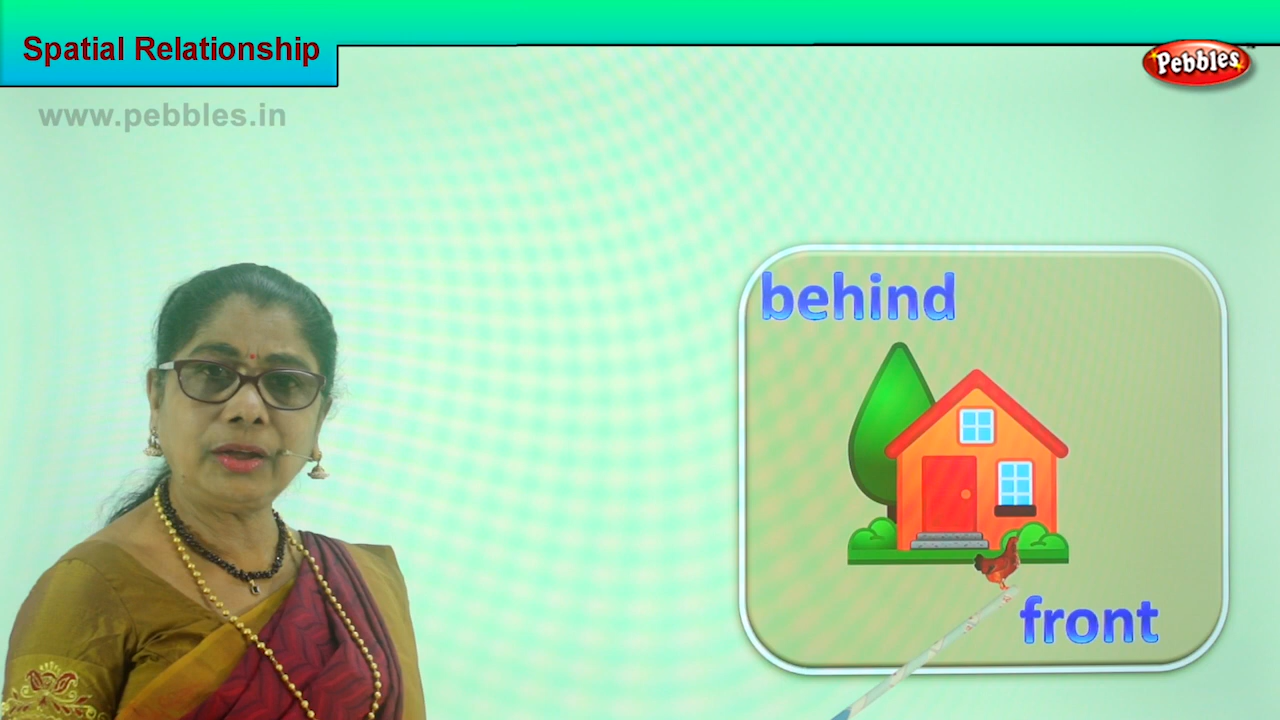 Spatial Relationship
Pebbles
www.pebbles.in
behind
front